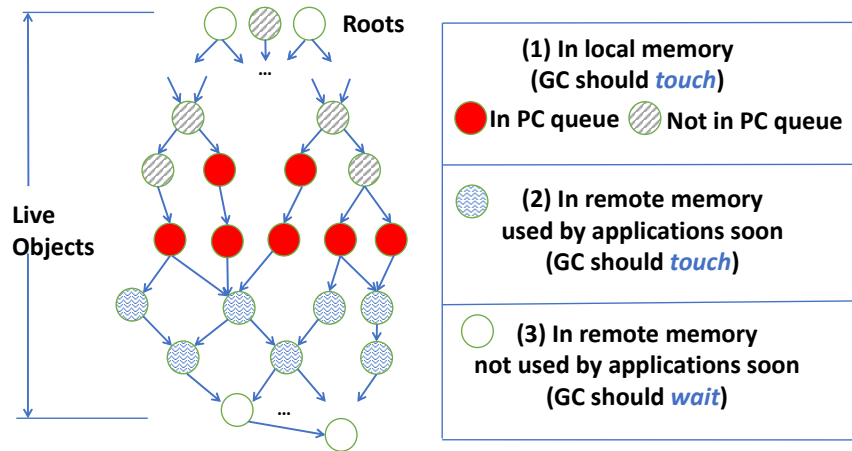 Roots
...
Live
Objects
...
(1) In local memory
(GC should touch)
In PC queue
Not in PC queue
(2) In remote memory
used by applications soon
(GC should touch)
(3) In remote memory
not used by applications soon
(GC should wait)